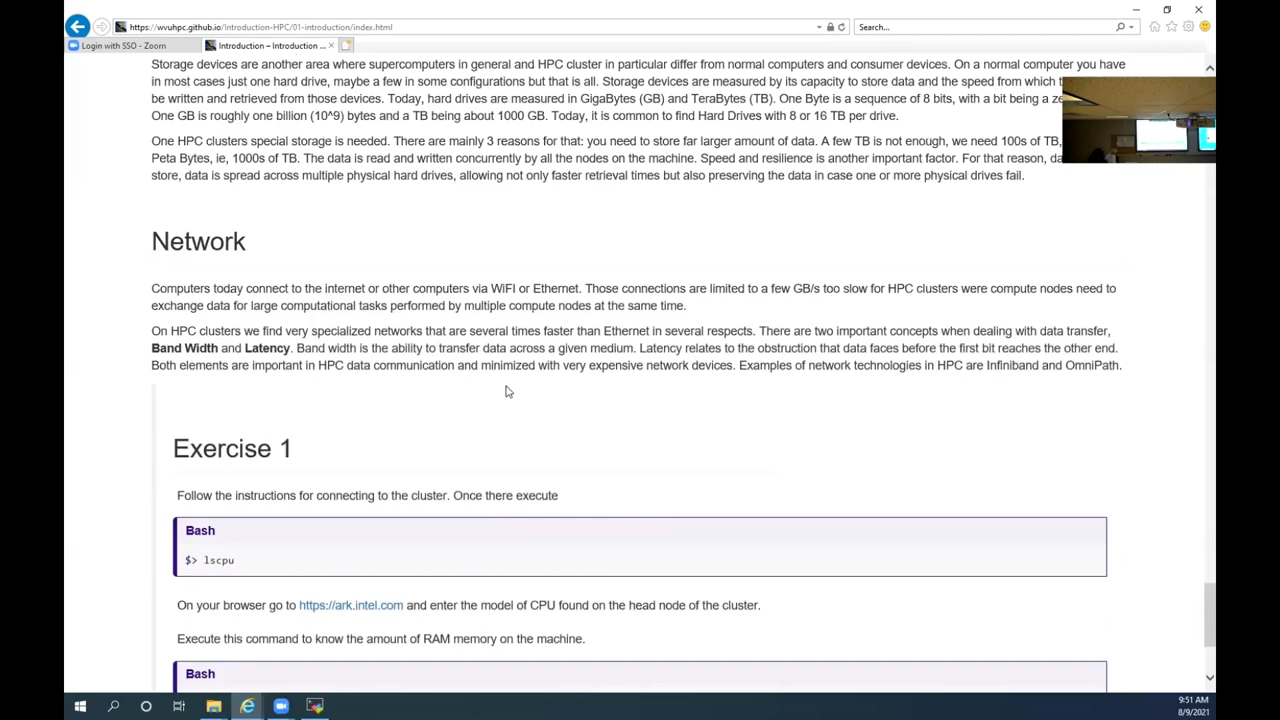 https://wvuhpc.github.io/Introduction-HPC/01-introduction/index.html
Search...
Login with SSO - Zoom
Introduction – Introduction ...
Storage devices are another area where supercomputers in general and HPC cluster in particular differ from normal computers and consumer devices. On a normal computer you have
in most cases just one hard drive, maybe a few in some configurations but that is all. Storage devices are measured by its capacity to store data and the speed from which t
be written and retrieved from those devices. Today, hard drives are measured in GigaBytes (GB) and TeraBytes (TB). One Byte is a sequence of 8 bits, with a bit being a ze
One GB is roughly one billion (10^9) bytes and a TB being about 1000 GB. Today, it is common to find Hard Drives with 8 or 16 TB per drive.
One HPC clusters special storage is needed. There are mainly 3 reasons for that: you need to store far larger amount of data. A few TB is not enough, we need 100s of TB,
Peta Bytes, ie, 1000s of TB. The data is read and written concurrently by all the nodes on the machine. Speed and resilience is another important factor. For that reason, da
store, data is spread across multiple physical hard drives, allowing not only faster retrieval times but also preserving the data in case one or more physical drives fail.
Network
Computers today connect to the internet or other computers via WiFI or Ethernet. Those connections are limited to a few GB/s too slow for HPC clusters were compute nodes need to
exchange data for large computational tasks performed by multiple compute nodes at the same time.
On HPC clusters we find very specialized networks that are several times faster than Ethernet in several respects. There are two important concepts when dealing with data transfer,
Band Width and Latency. Band width is the ability to transfer data across a given medium. Latency relates to the obstruction that data faces before the first bit reaches the other end.
Both elements are important in HPC data communication and minimized with very expensive network devices. Examples of network technologies in HPC are Infiniband and OmniPath.
Exercise 1
Follow the instructions for connecting to the cluster. Once there execute
Bash
$> lscpu
On your browser go to https://ark.intel.com and enter the model of CPU found on the head node of the cluster.
Execute this command to know the amount of RAM memory on the machine.
Bash
9:51 AM
8/9/2021